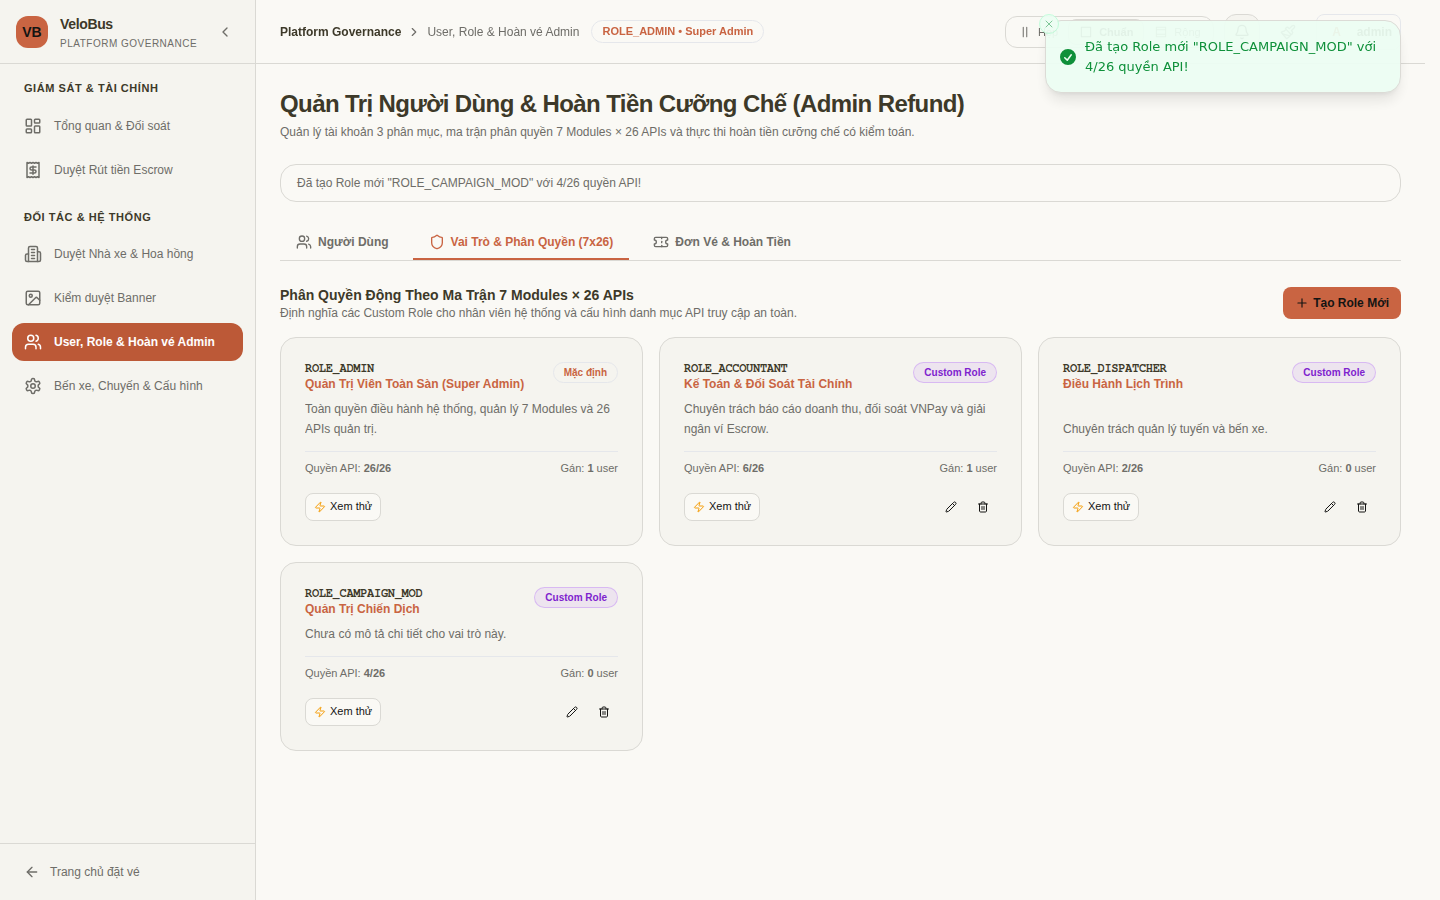 VB
VeloBus
PLATFORM GOVERNANCE
GIÁM SÁT & TÀI CHÍNH
Tổng quan & Đối soát
Duyệt Rút tiền Escrow
ĐỐI TÁC & HỆ THỐNG
Duyệt Nhà xe & Hoa hồng
Kiểm duyệt Banner
User, Role & Hoàn vé Admin
Bến xe, Chuyến & Cấu hình
Trang chủ đặt vé
Platform Governance
User, Role & Hoàn vé Admin
ROLE_ADMIN • Super Admin
Đã tạo Role mới "ROLE_CAMPAIGN_MOD" với
4/26 quyền API!
Quản Trị Người Dùng & Hoàn Tiền Cưỡng Chế (Admin Refund)
Quản lý tài khoản 3 phân mục, ma trận phân quyền 7 Modules × 26 APIs và thực thi hoàn tiền cưỡng chế có kiểm toán.
Đã tạo Role mới "ROLE_CAMPAIGN_MOD" với 4/26 quyền API!
Người Dùng
Vai Trò & Phân Quyền (7x26)
Đơn Vé & Hoàn Tiền
Phân Quyền Động Theo Ma Trận 7 Modules × 26 APIs
Định nghĩa các Custom Role cho nhân viên hệ thống và cấu hình danh mục API truy cập an toàn.
Tạo Role Mới
ROLE_ADMIN
Mặc định
Quản Trị Viên Toàn Sàn (Super Admin)
Toàn quyền điều hành hệ thống, quản lý 7 Modules và 26
APIs quản trị.
Quyền API: 26/26
Gán: 1 user
Xem thử
ROLE_ACCOUNTANT
Custom Role
Kế Toán & Đối Soát Tài Chính
Chuyên trách báo cáo doanh thu, đối soát VNPay và giải
ngân ví Escrow.
Quyền API: 6/26
Gán: 1 user
Xem thử
ROLE_DISPATCHER
Custom Role
Điều Hành Lịch Trình
Chuyên trách quản lý tuyến và bến xe.
Quyền API: 2/26
Gán: 0 user
Xem thử
ROLE_CAMPAIGN_MOD
Custom Role
Quản Trị Chiến Dịch
Chưa có mô tả chi tiết cho vai trò này.
Quyền API: 4/26
Gán: 0 user
Xem thử